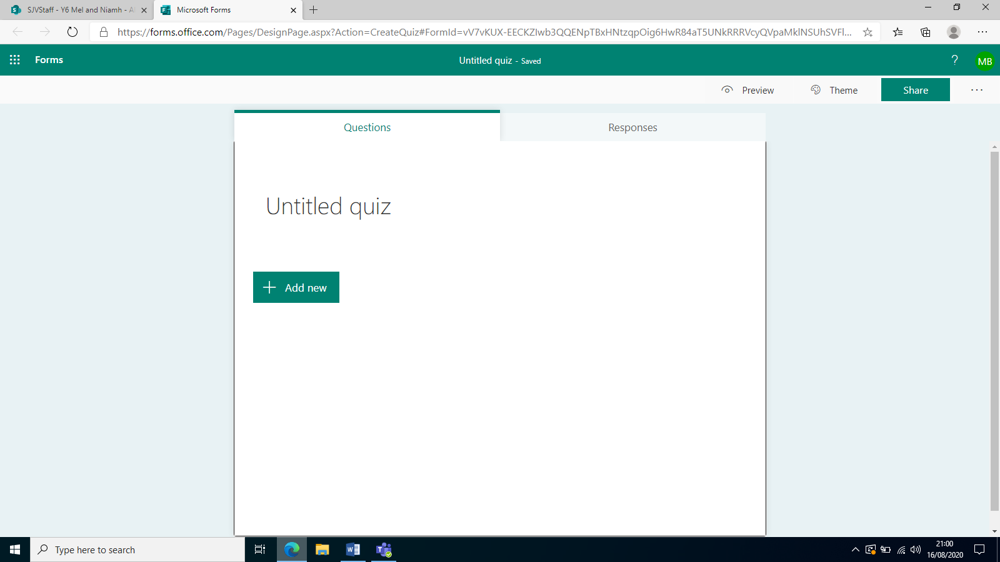 SJVStaff - Y6 Mel and Niamh - A
Microsoft Forms
https://forms.office.com/Pages/DesignPage.aspx?Action=CreateQuiz#FormId=
Forms
Untitled quiz - Saved
?
MB
Preview
Theme
Share
Questions
Responses
Untitled quiz
Add new
Type here to search
21:00
16/08/2020